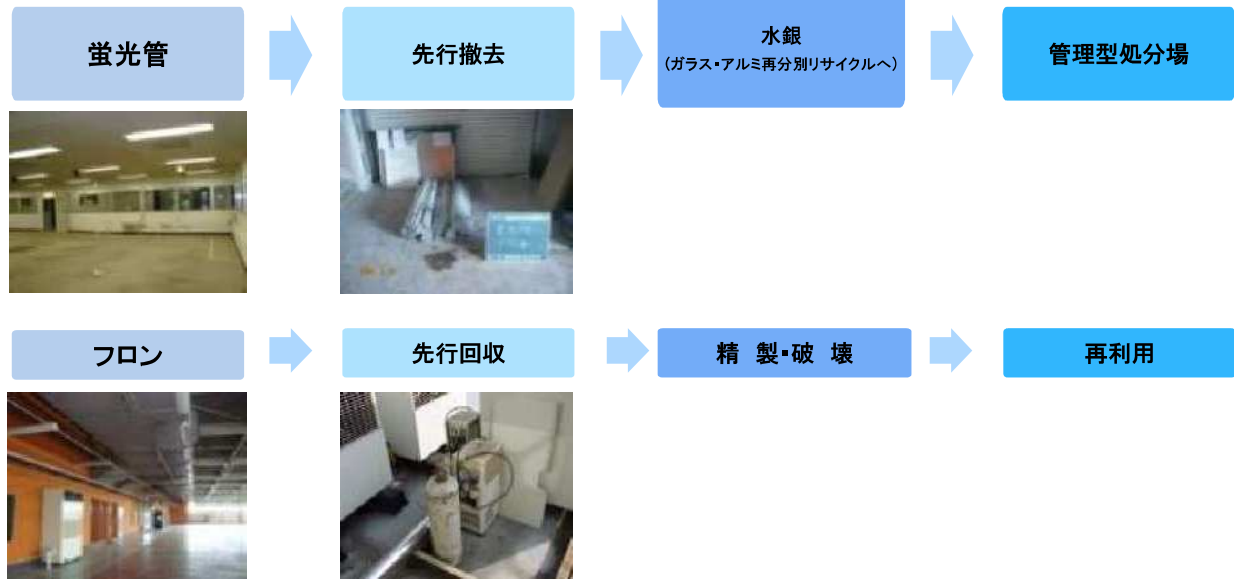 蛍光管
先行撤去
水銀
(ガラス・アルミ再分別リサイクルへ)
管理型処分場
フロン
先行回収
精 製・破 壊
再利用